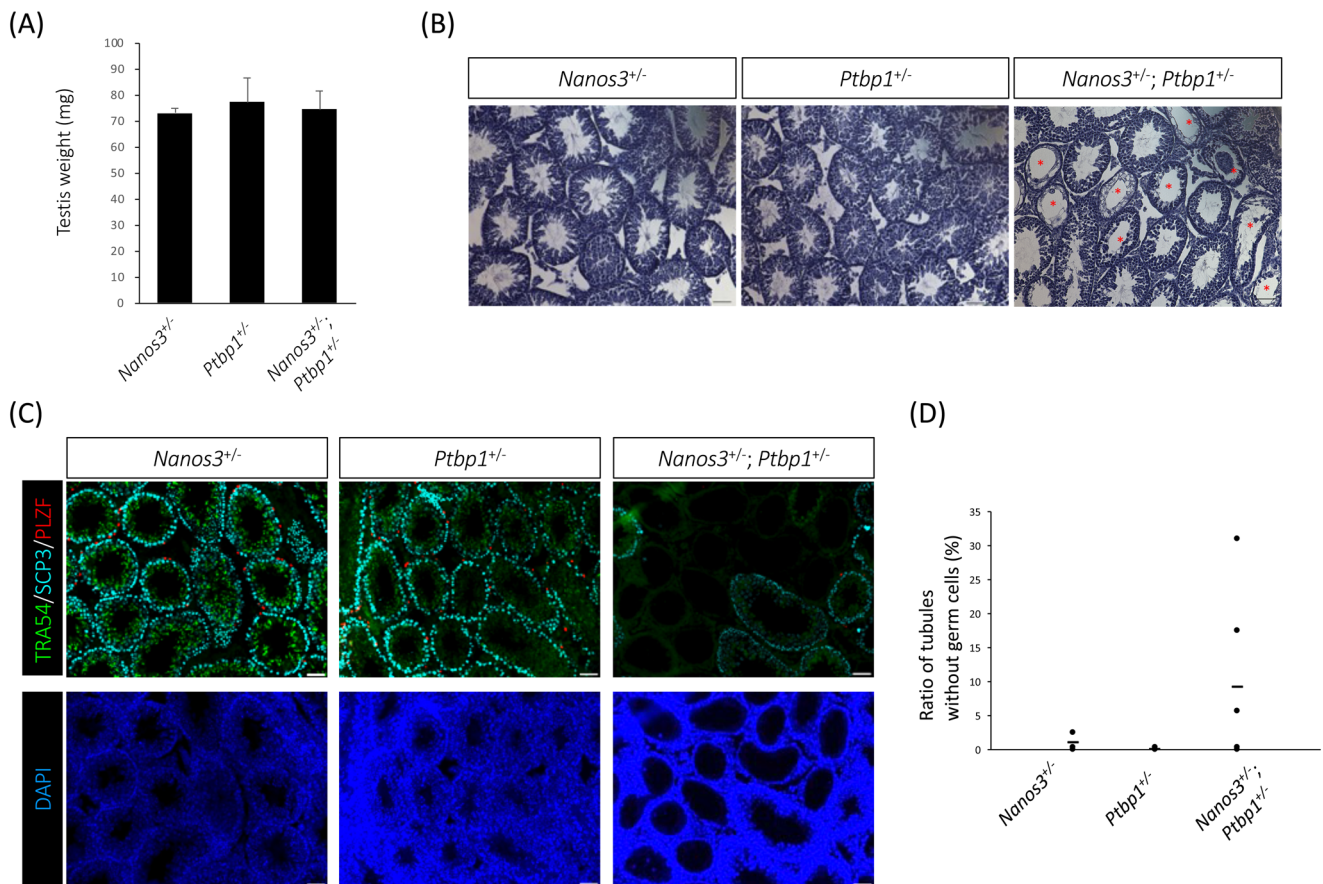 (A)
Testis weight (mg)
100
90
80
70
60
50
40
30
20
10
0
Nanos3+/-
Ptbp1+/-
Nanos3+/-;
Ptbp1+/-
(B)
Nanos3+/-
Ptbp1+/-
Nanos3+/-; Ptbp1+/-
* * * * * * * * *
(C)
Nanos3+/-
Ptbp1+/-
Nanos3+/-; Ptbp1+/-
TRA54/SCP3/PLZF
DAPI
(D)
Ratio of tubules
without germ cells (%)
35
30
25
20
15
10
5
0
Nanos3+/-
Ptbp1+/-
Nanos3+/-;
Ptbp1+/-